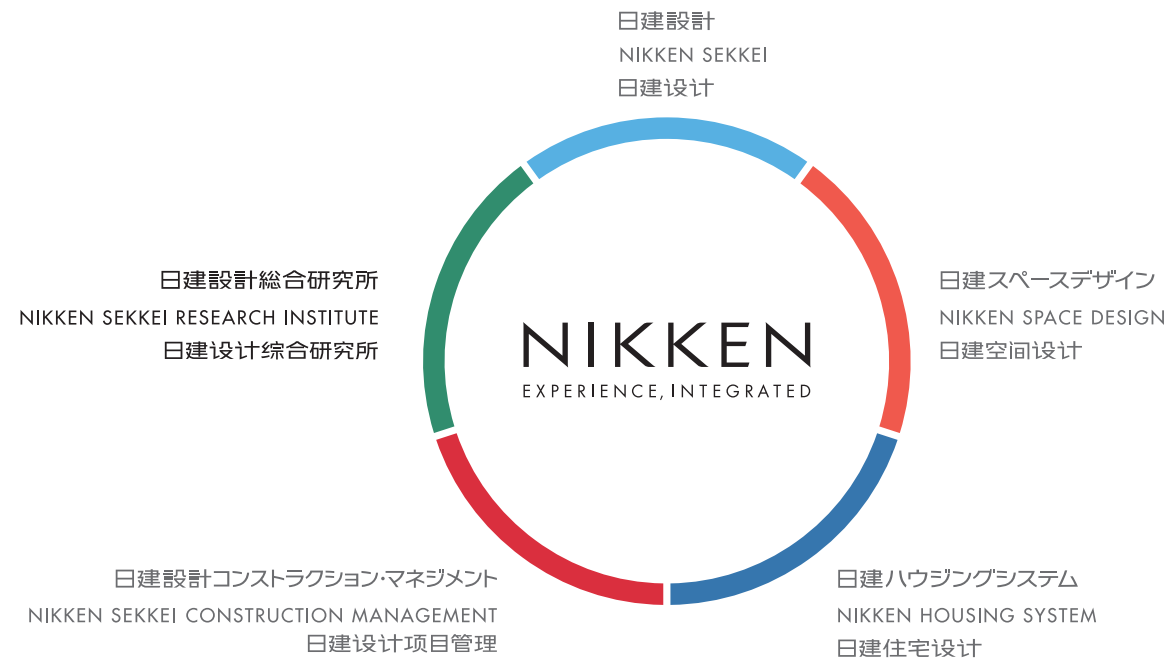 日建設計
NIKKEN SEKKEI
日建设计
日建設計総合研究所
NIKKEN SEKKEI RESEARCH INSTITUTE
日建设计综合研究所
NIKKEN
EXPERIENCE, INTEGRATED
日建スペースデザイン
NIKKEN SPACE DESIGN
日建空间设计
日建設計コンストラクション・マネジメント
NIKKEN SEKKEI CONSTRUCTION MANAGEMENT
日建设计项目管理
日建ハウジングシステム
NIKKEN HOUSING SYSTEM
日建住宅设计